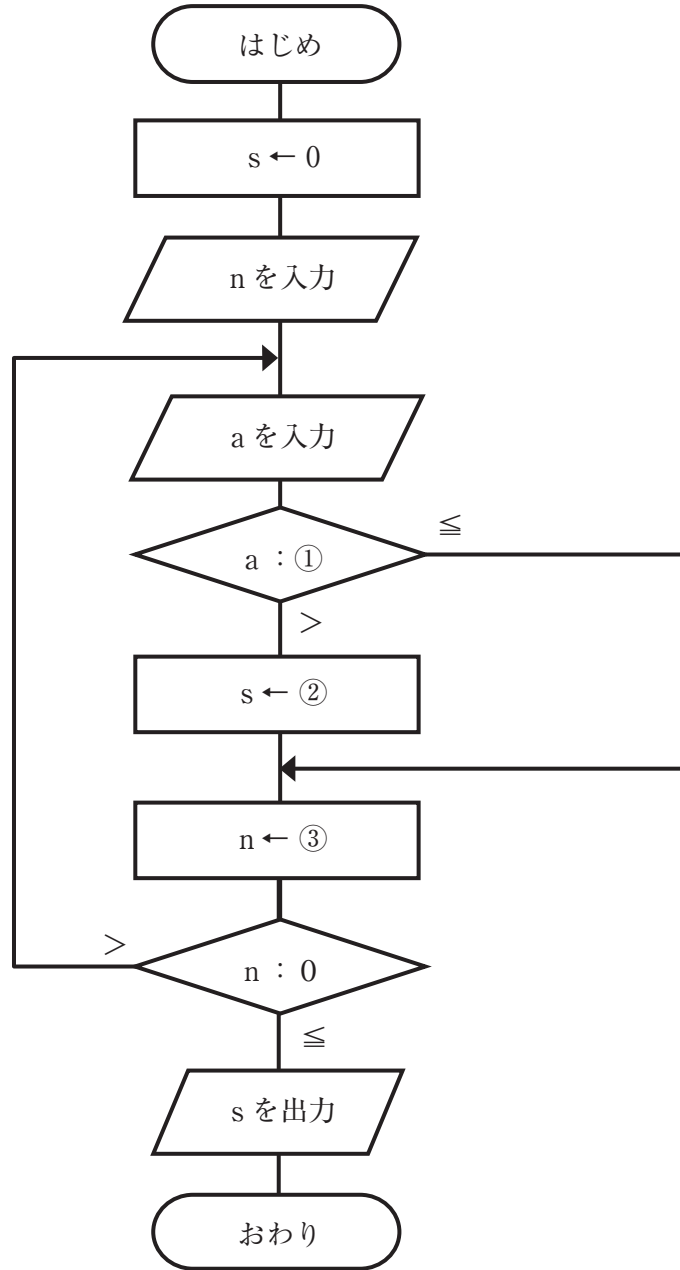 はじめ
s ← 0
n を入力
a を入力
a : ①
≦
>
s ← ②
n ← ③
>
n : 0
≦
s を出力
おわり